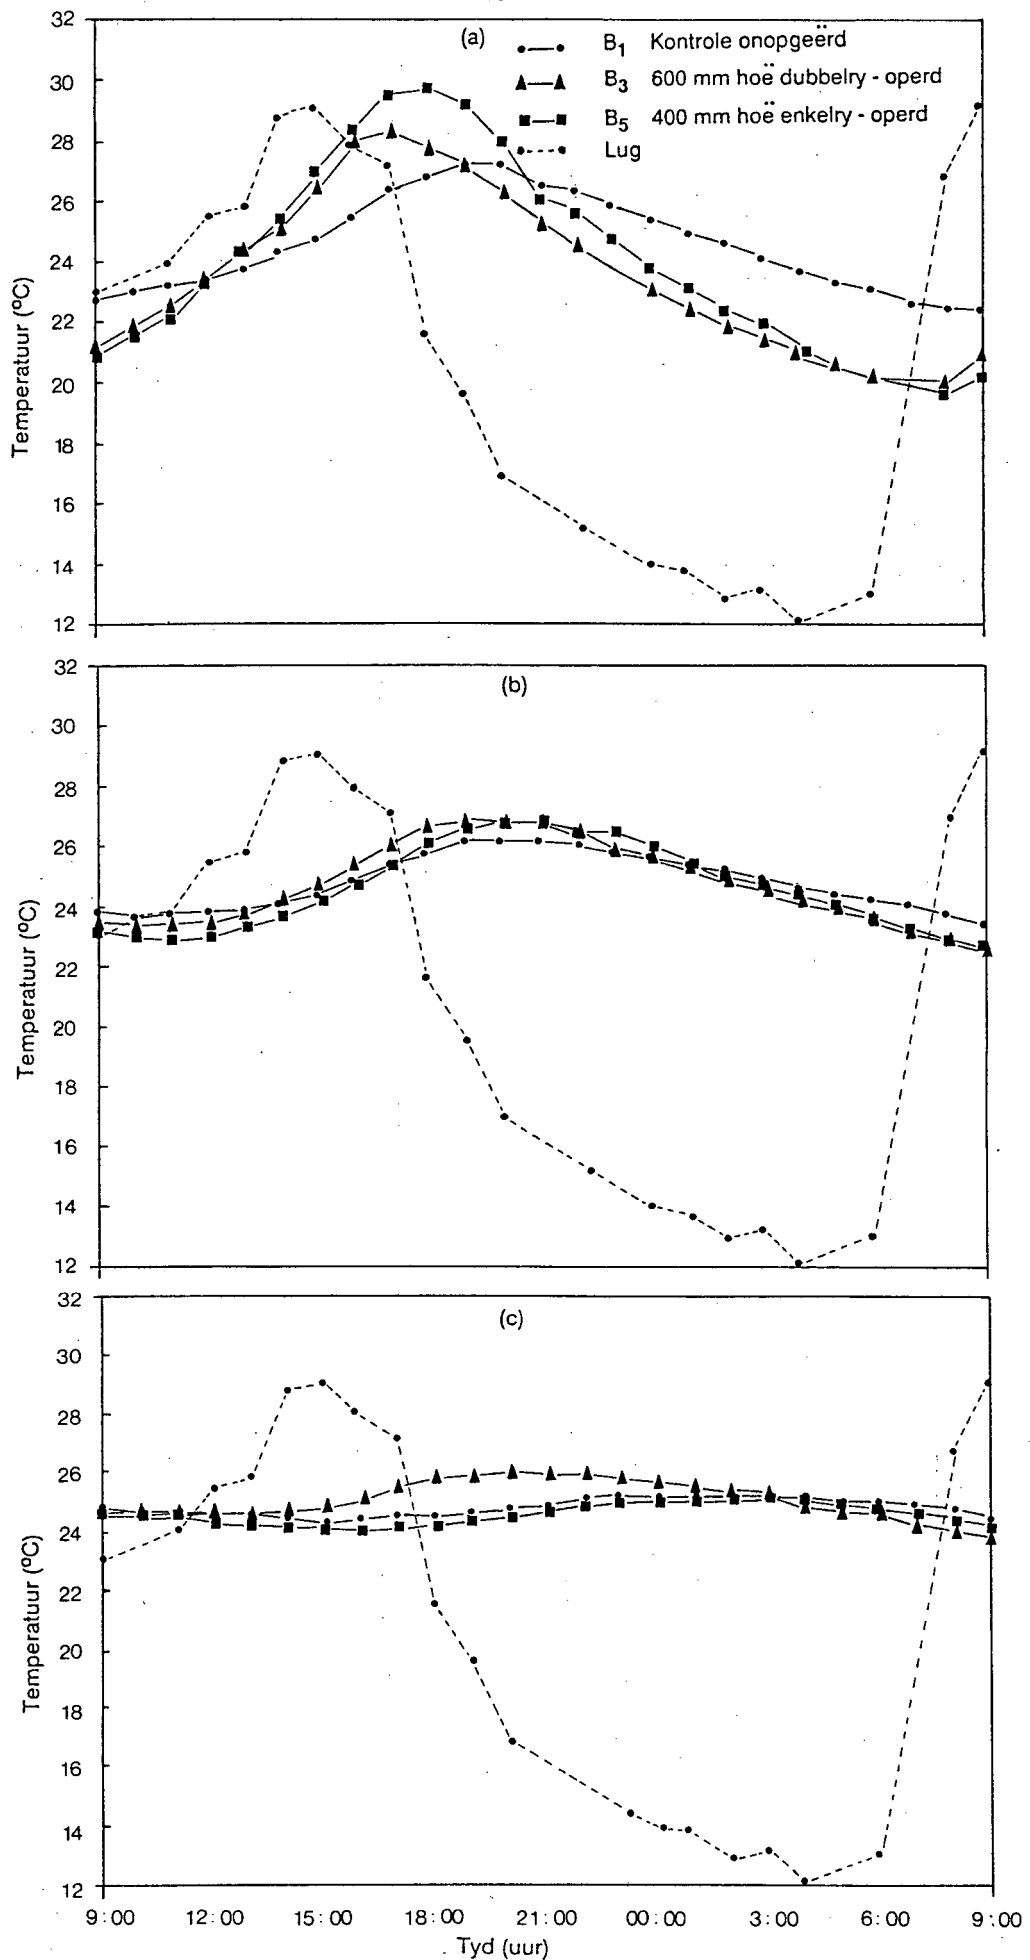 (a)
B1 Kontrole onopgeërd
B3 600 mm hoë dubbelry - operd
B5 400 mm hoë enkelry - operd
Lug
32
30
28
26
24
22
20
18
16
14
12
Temperatuur (ºC)
(b)
32
30
28
26
24
22
20
18
16
14
12
Temperatuur (ºC)
(c)
32
30
28
26
24
22
20
18
16
14
12
Temperatuur (ºC)
9:00 12:00 15:00 18:00 21:00 00:00 3:00 6:00 9:00
Tyd (uur)